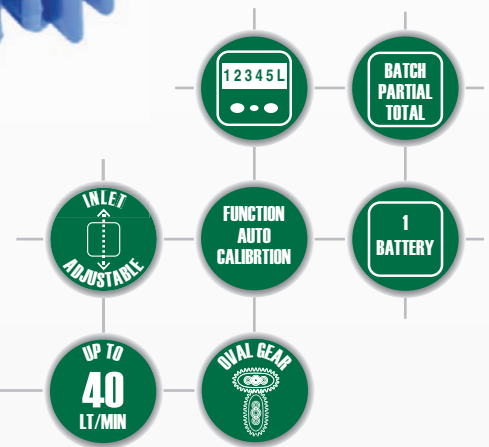 12345L
BATCH
PARTIAL
TOTAL
INLET
ADJUSTABLE
FUNCTION
AUTO
CALIBRTION
1
BATTERY
UP TO
40
LT/MIN
OVAL GEAR